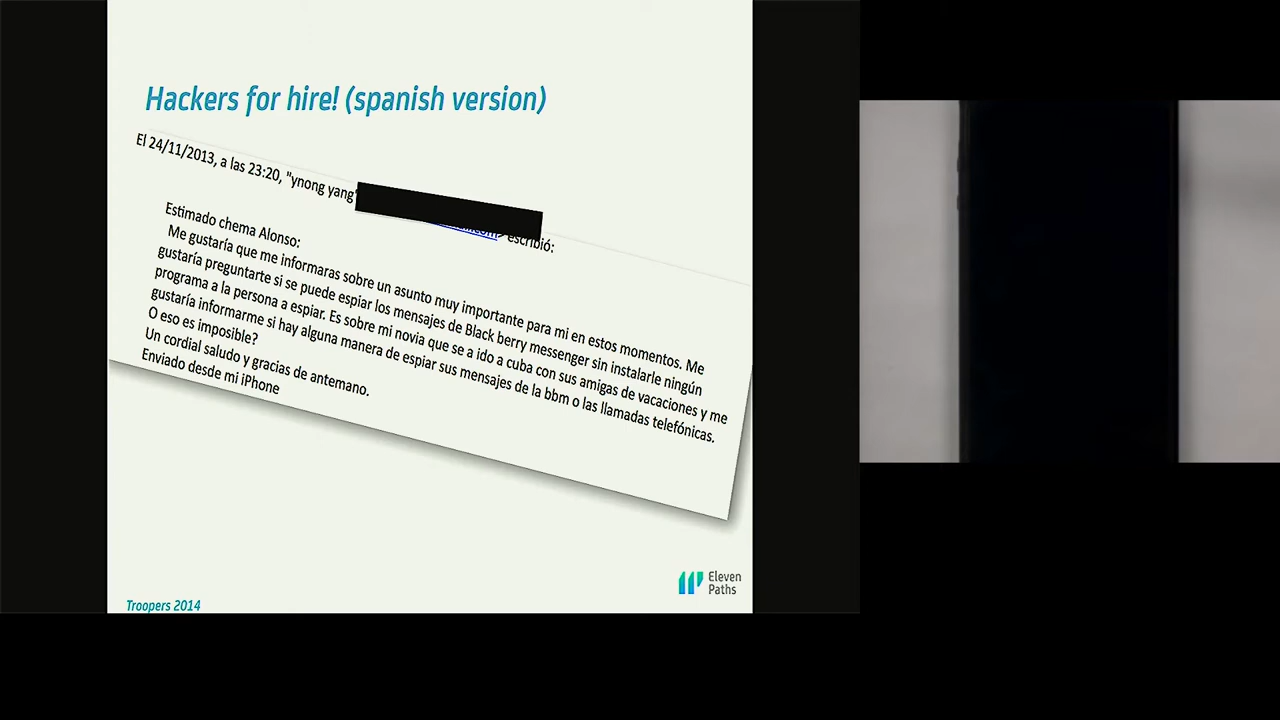 Hackers for hire! (spanish version)
El 24/11/2013, a las 23:20, "ynong yang" escribió:
Estimado chema Alonso:
Me gustaría que me informaras sobre un asunto muy importante para mi en estos momentos. Me
gustaría preguntarte si se puede espiar los mensajes de Black berry messenger sin instalarle ningún
programa a la persona a espiar. Es sobre mi novia que se a ido a cuba con sus amigas de vacaciones y me
gustaría informarme si hay alguna manera de espiar sus mensajes de la bbm o las llamadas telefónicas.
O eso es imposible?
Un cordial saludo y gracias de antemano.
Enviado desde mi iPhone
Eleven
Paths
Troopers 2014